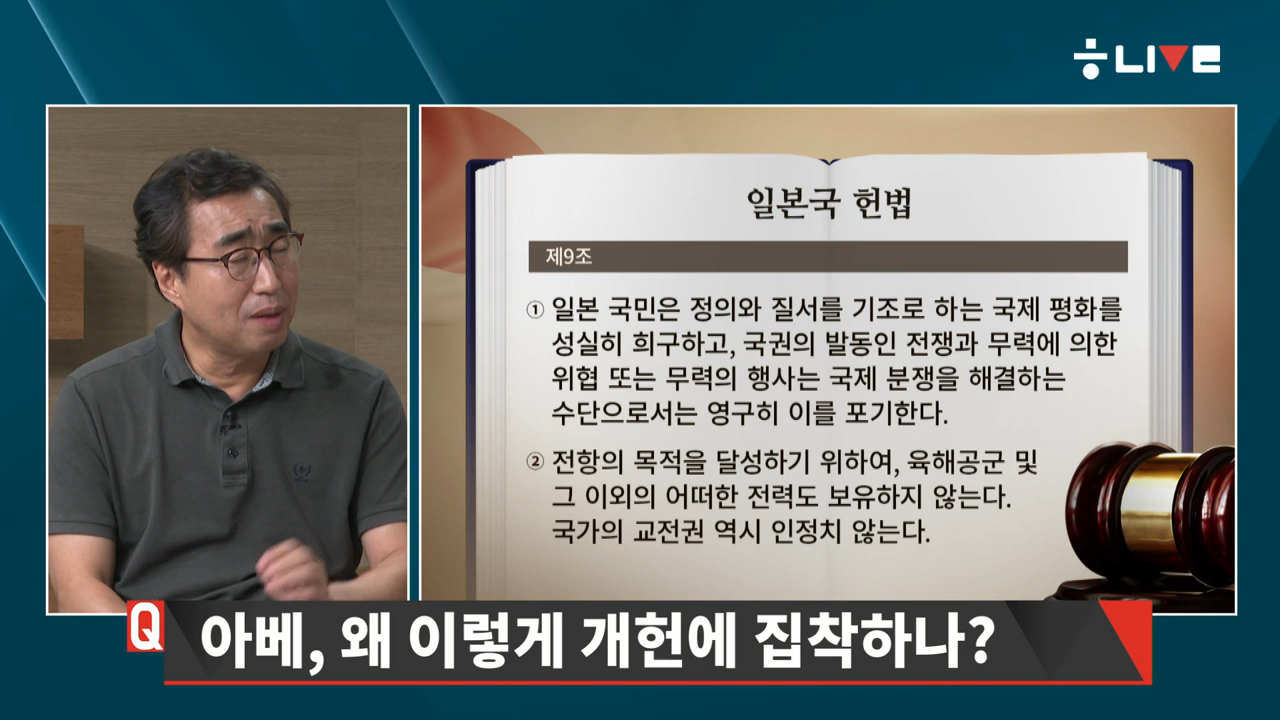 ㅎLIVE
일본국 헌법
제9조
① 일본 국민은 정의와 질서를 기조로 하는 국제 평화를
성실히 희구하고, 국권의 발동인 전쟁과 무력에 의한
위협 또는 무력의 행사는 국제 분쟁을 해결하는
수단으로서는 영구히 이를 포기한다.
② 전항의 목적을 달성하기 위하여, 육해공군 및
그 이외의 어떠한 전력도 보유하지 않는다.
국가의 교전권 역시 인정치 않는다.
Q 아베, 왜 이렇게 개헌에 집착하나?